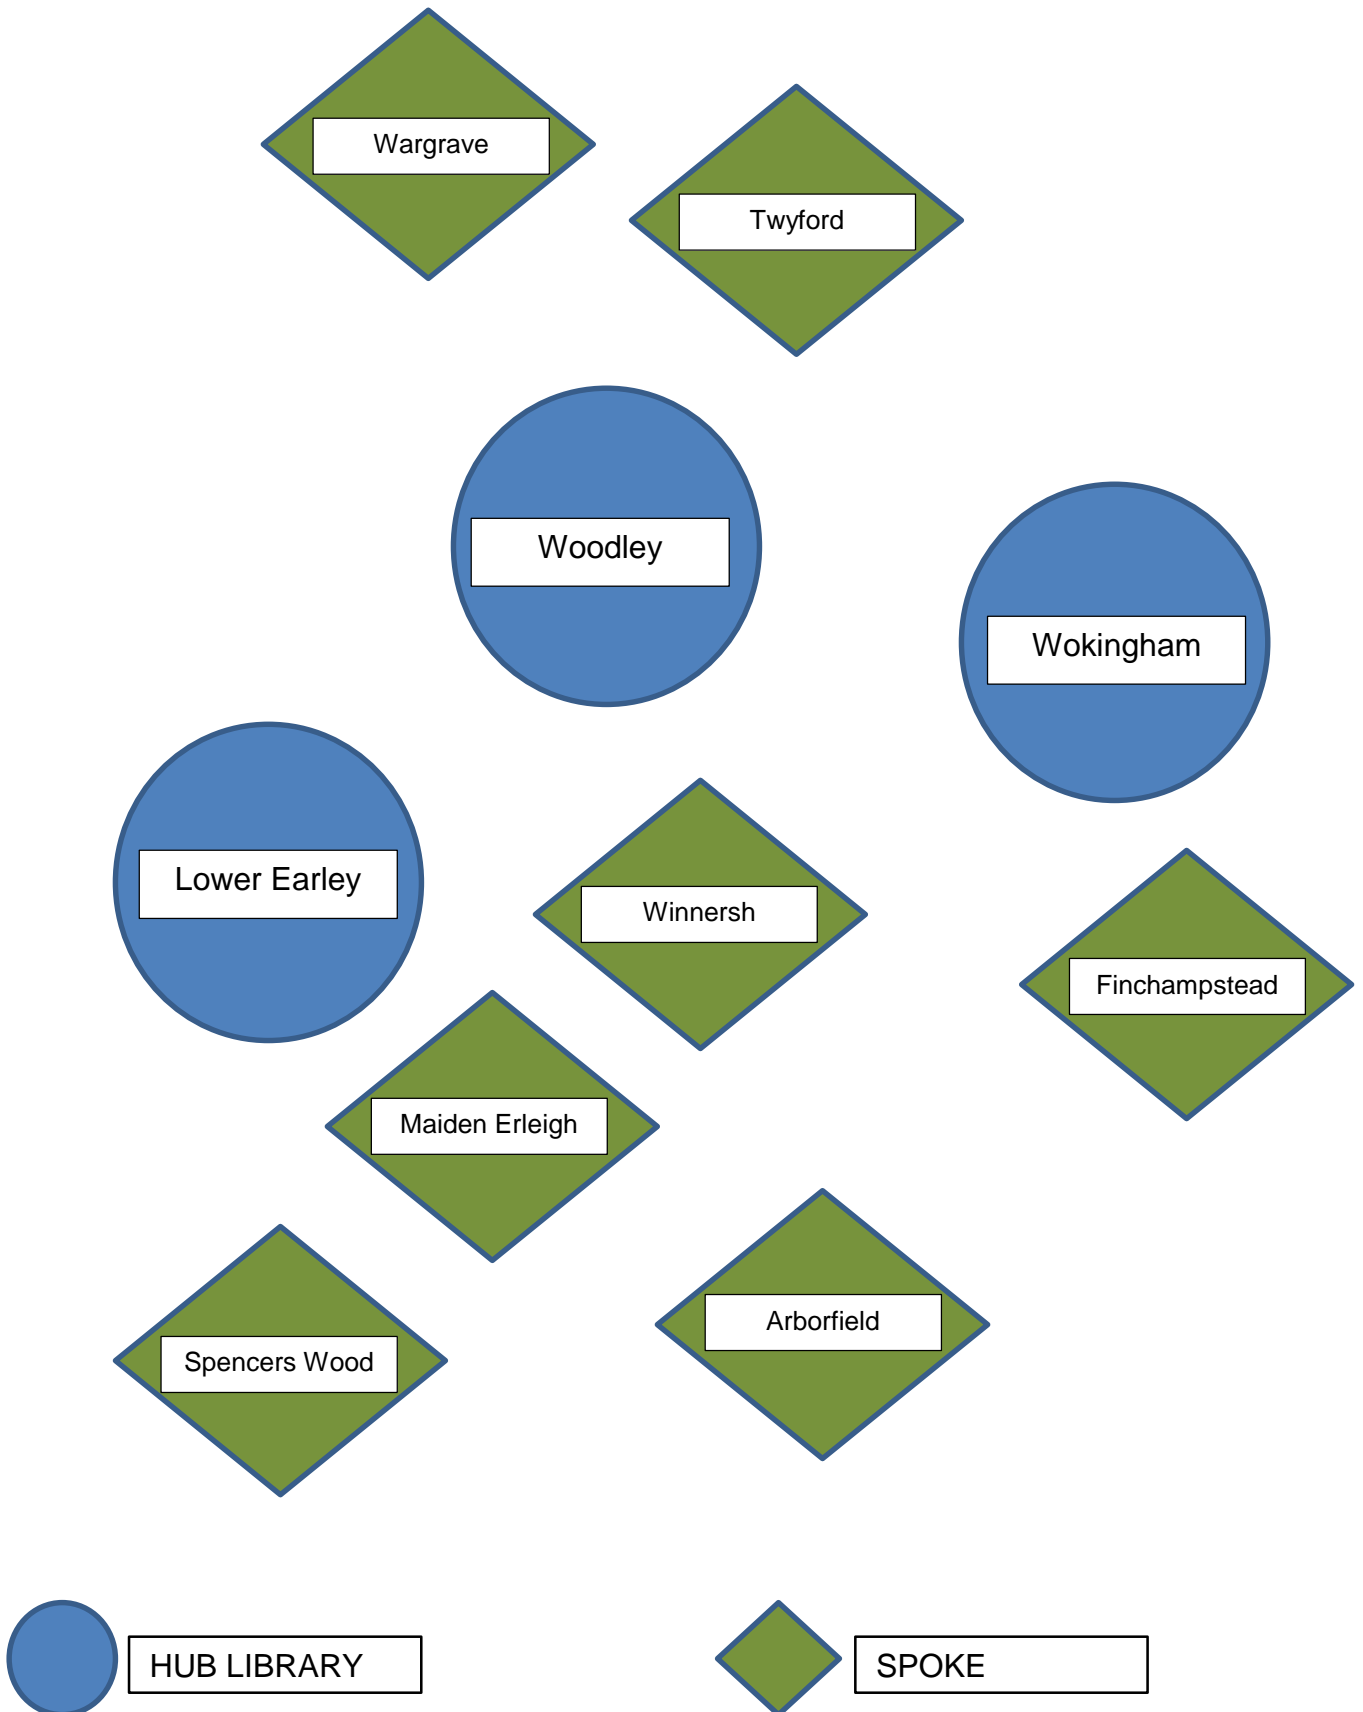 Wargrave
Twyford
Woodley
Wokingham
Lower Earley
Winnersh
Finchampstead
Maiden Erleigh
Arborfield
Spencers Wood
HUB LIBRARY
SPOKE